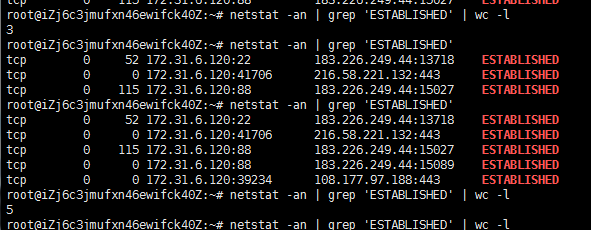 tcp 0 115 172.31.6.120:88 183.226.249.44:15027 ESTABLISHED
root@iZj6c3jmufxn46ewifck40Z:~# netstat -an | grep 'ESTABLISHED' | wc -l
3
root@iZj6c3jmufxn46ewifck40Z:~# netstat -an | grep 'ESTABLISHED'
tcp 0 52 172.31.6.120:22 183.226.249.44:13718 ESTABLISHED
tcp 0 0 172.31.6.120:41706 216.58.221.132:443 ESTABLISHED
tcp 0 115 172.31.6.120:88 183.226.249.44:15027 ESTABLISHED
root@iZj6c3jmufxn46ewifck40Z:~# netstat -an | grep 'ESTABLISHED'
tcp 0 52 172.31.6.120:22 183.226.249.44:13718 ESTABLISHED
tcp 0 0 172.31.6.120:41706 216.58.221.132:443 ESTABLISHED
tcp 0 115 172.31.6.120:88 183.226.249.44:15027 ESTABLISHED
tcp 0 0 172.31.6.120:88 183.226.249.44:15089 ESTABLISHED
tcp 0 0 172.31.6.120:39234 108.177.97.188:443 ESTABLISHED
root@iZj6c3jmufxn46ewifck40Z:~# netstat -an | grep 'ESTABLISHED' | wc -l
5
root@iZj6c3jmufxn46ewifck40Z:~# netstat -an | grep 'ESTABLISHED' | wc -l